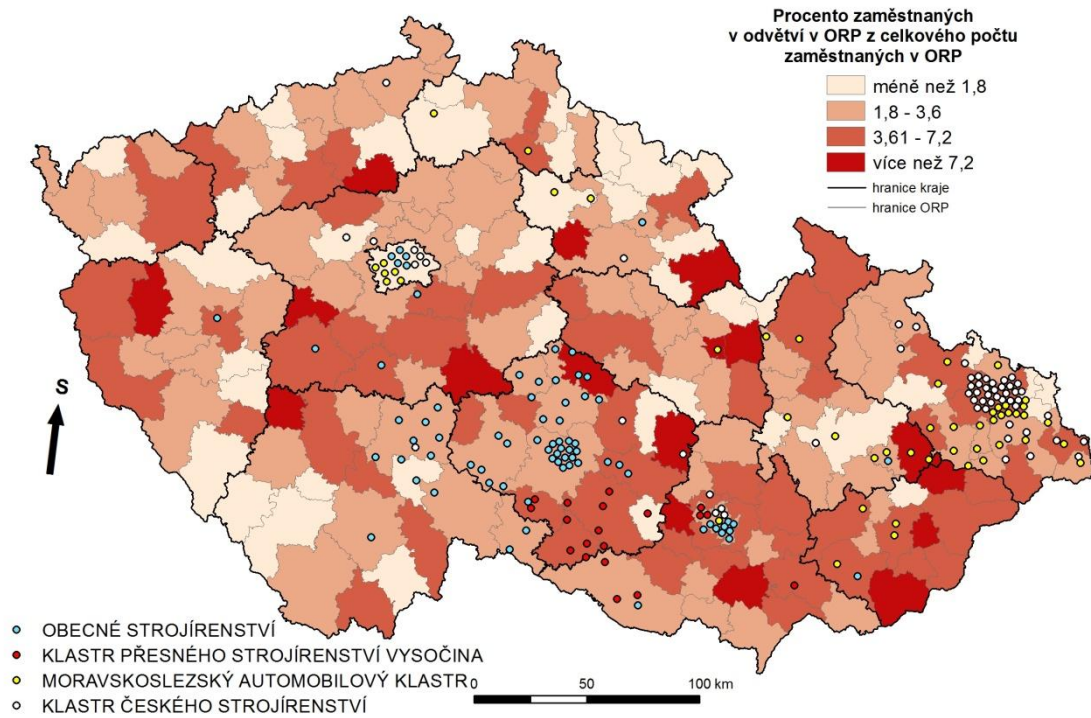 Procento zaměstnaných
v odvětví v ORP z celkového počtu
zaměstnaných v ORP
méně než 1,8
1,8 - 3,6
3,61 - 7,2
více než 7,2
hranice kraje
hranice ORP
S
OBECNÉ STROJÍRENSTVÍ
KLASTR PŘESNÉHO STROJÍRENSTVÍ VYSOČINA
MORAVSKOSLEZSKÝ AUTOMOBILOVÝ KLASTR
KLASTR ČESKÉHO STROJÍRENSTVÍ
0 50 100 km